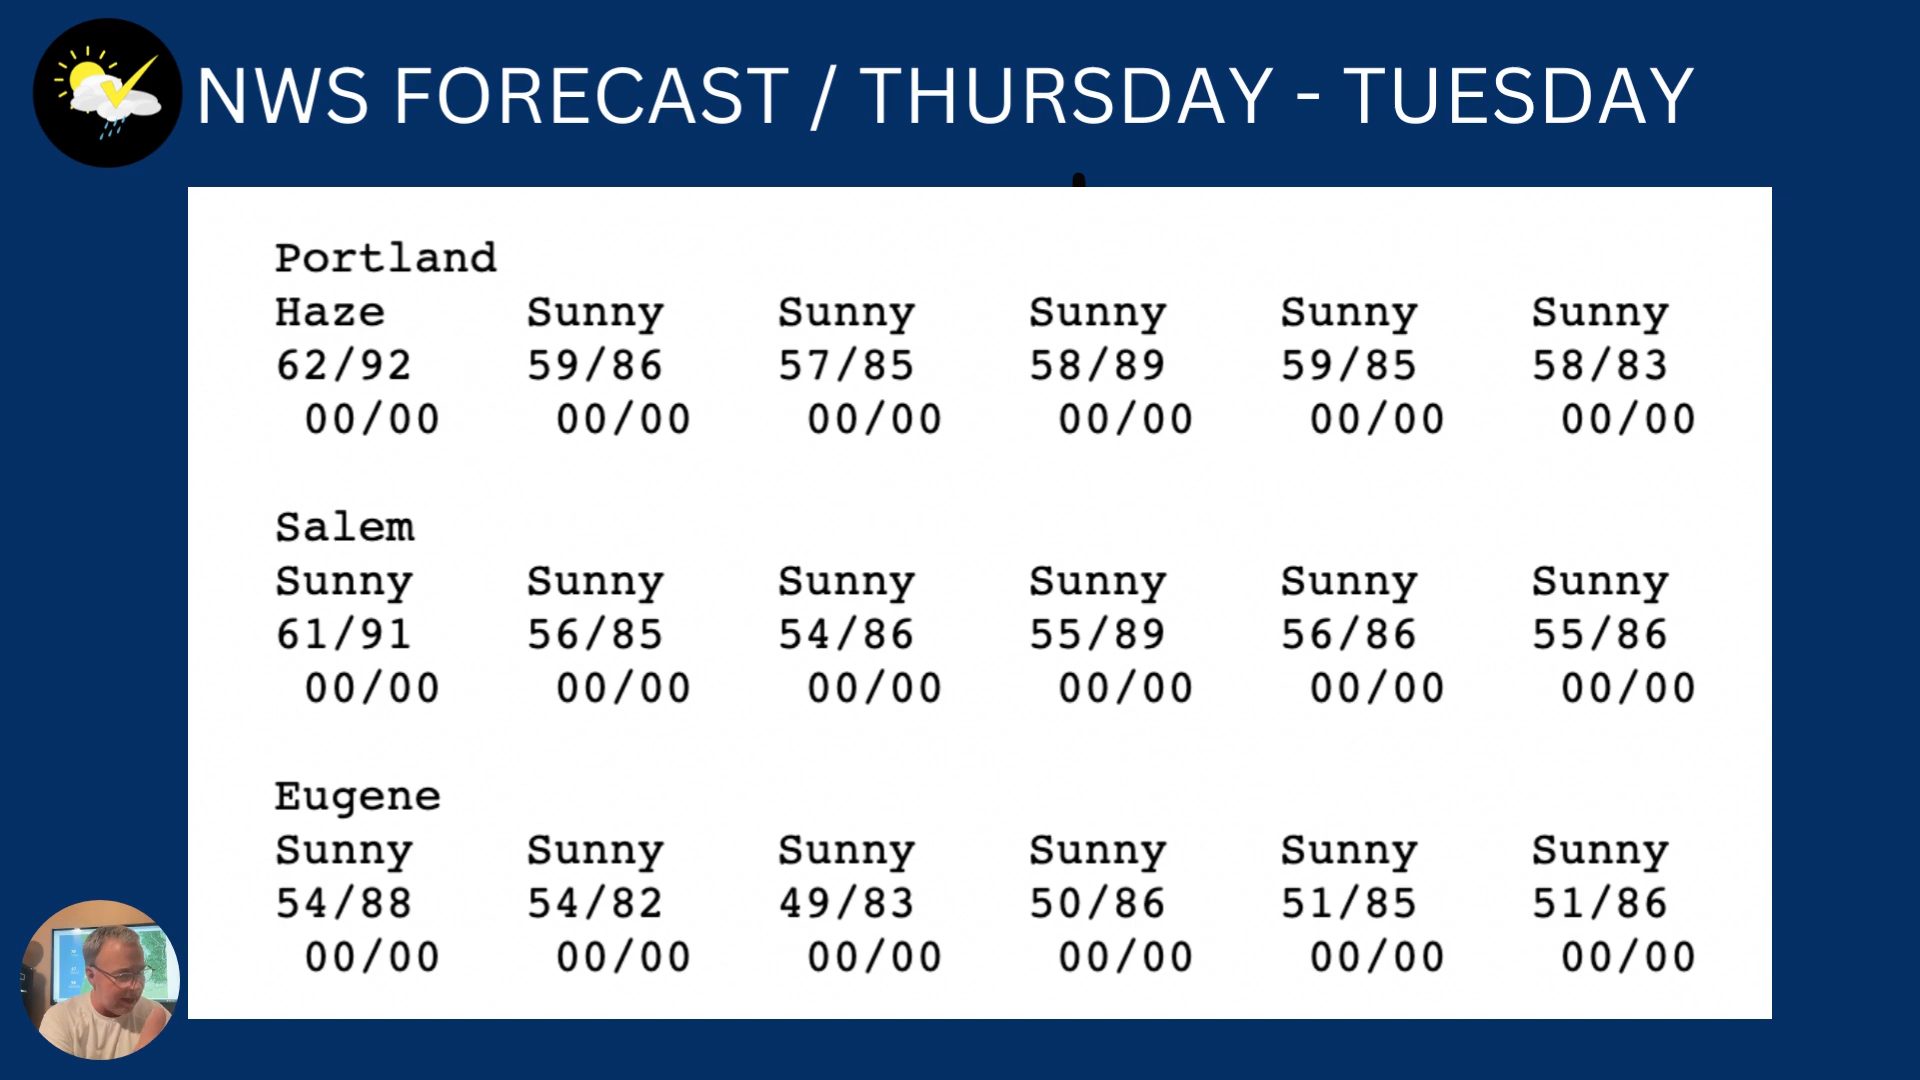 NWS FORECAST / THURSDAY - TUESDAY
Portland
Haze Sunny Sunny Sunny Sunny Sunny
62/92 59/86 57/85 58/89 59/85 58/83
00/00 00/00 00/00 00/00 00/00 00/00
Salem
Sunny Sunny Sunny Sunny Sunny Sunny
61/91 56/85 54/86 55/89 56/86 55/86
00/00 00/00 00/00 00/00 00/00 00/00
Eugene
Sunny Sunny Sunny Sunny Sunny Sunny
54/88 54/82 49/83 50/86 51/85 51/86
00/00 00/00 00/00 00/00 00/00 00/00